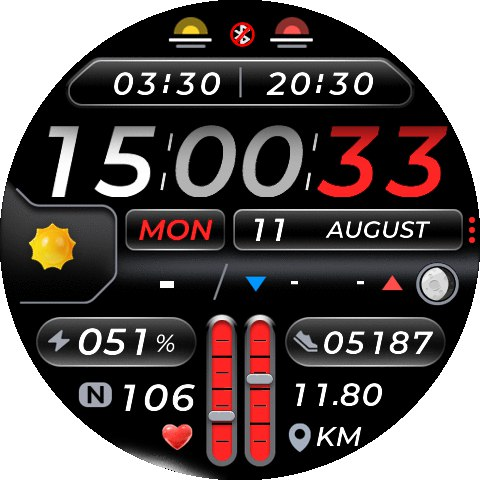 03:30 | 20:30
15:00:33
MON 11 AUGUST
- / - -
051 % 05187
N 106 11.80
KM